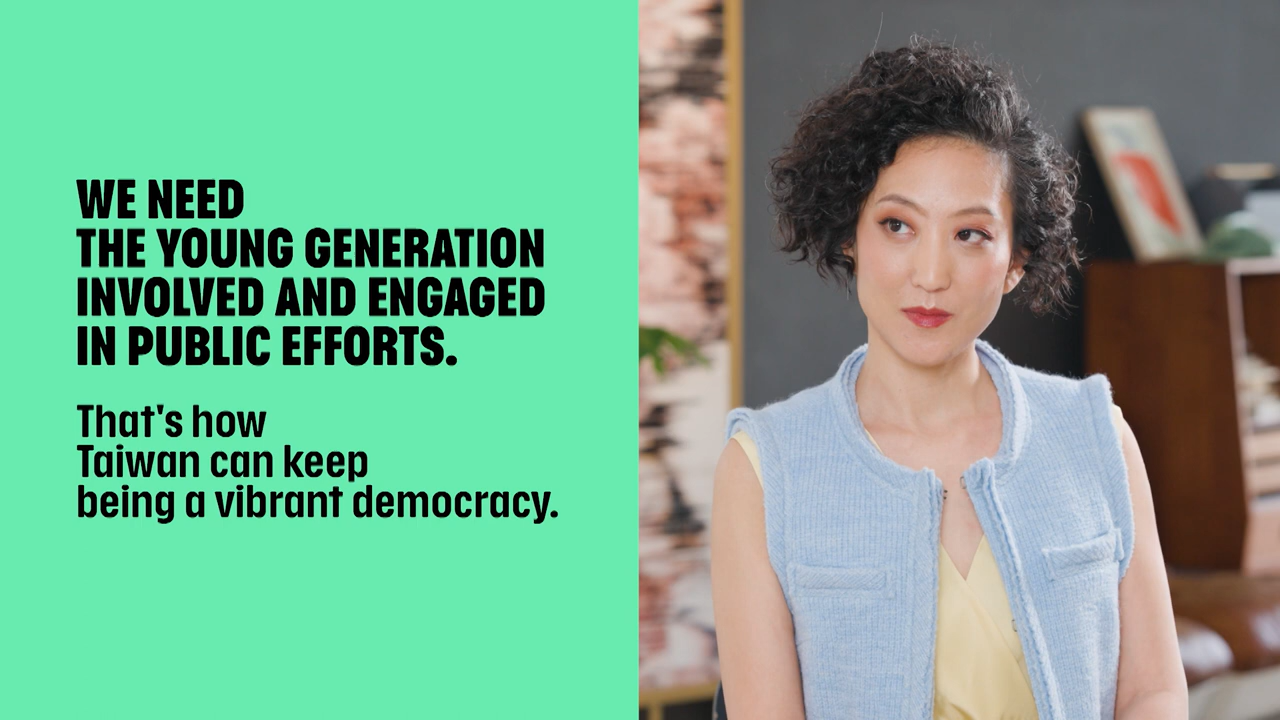 WE NEED
THE YOUNG GENERATION
INVOLVED AND ENGAGED
IN PUBLIC EFFORTS.
That's how
Taiwan can keep
being a vibrant democracy.